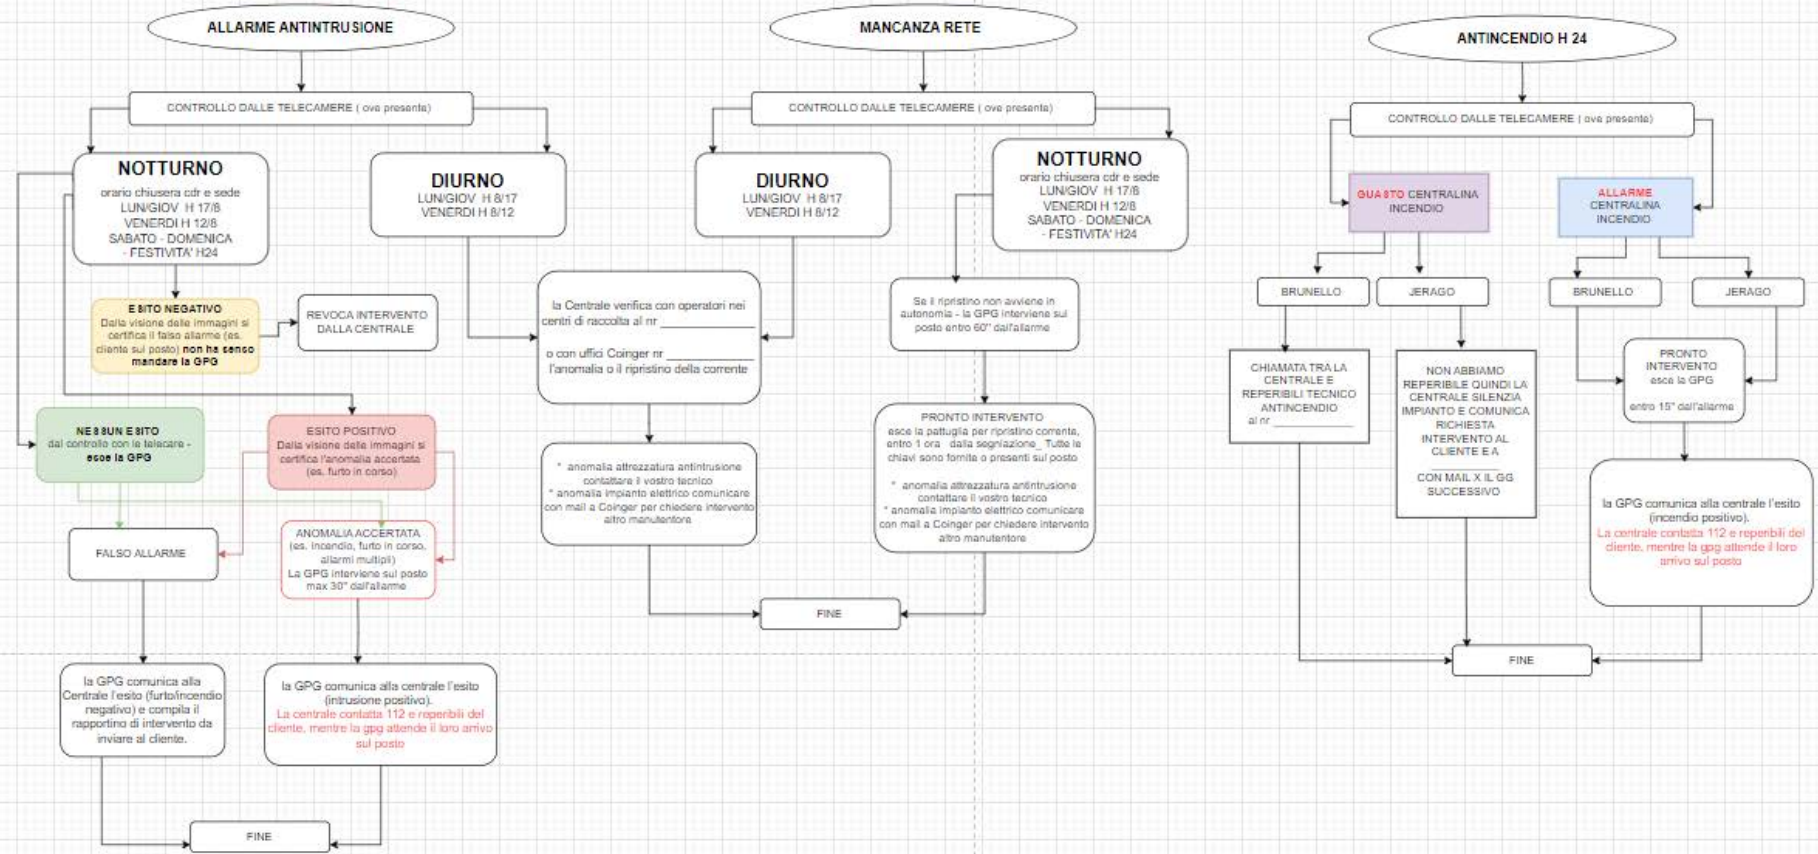 ALLARME ANTINTRUSIONE
CONTROLLO DALLE TELECAMERE ( ove presente)
NOTTURNO
orario chiusera cdr e sede
LUN/GIOV H 17/8
VENERDI H 12/8
SABATO - DOMENICA
- FESTIVITA' H24
DIURNO
LUN/GIOV H 8/17
VENERDI H 8/12
ESITO NEGATIVO
Dalla visione delle immagini si
certifica il falso allarme (es.
cliente sul posto) non ha senso
mandare la GPG
REVOCA INTERVENTO
DALLA CENTRALE
NESSUN ESITO
dal controllo con le telecare -
esce la GPG
ESITO POSITIVO
Dalla visione delle immagini si
certifica l'anomalia accertata
(es. furto in corso)
FALSO ALLARME
ANOMALIA ACCERTATA
(es. incendio, furto in corso,
allarmi multipli)
La GPG interviene sul posto
max 30" dall'allarme
la GPG comunica alla
Centrale l'esito (furto/incendio
negativo) e compila il
rapportino di intervento da
inviare al cliente.
la GPG comunica alla centrale l'esito
(intrusione positivo).
La centrale contatta 112 e reperibili del
cliente, mentre la gpg attende il loro arrivo
sul posto
FINE
MANCANZA RETE
CONTROLLO DALLE TELECAMERE ( ove presente)
DIURNO
LUN/GIOV H 8/17
VENERDI H 8/12
NOTTURNO
orario chiusera cdr e sede
LUN/GIOV H 17/8
VENERDI H 12/8
SABATO - DOMENICA
- FESTIVITA' H24
la Centrale verifica con operatori nei
centri di raccolta al nr _______________
o con uffici Coinger nr ______________
l'anomalia o il ripristino della corrente
Se il ripristino non avviene in
autonomia - la GPG interviene sul
posto entro 60" dall'allarme
* anomalia attrezzatura antintrusione
contattare il vostro tecnico
* anomalia impianto elettrico comunicare
con mail a Coinger per chiedere intervento
altro manutentore
PRONTO INTERVENTO
esce la pattuglia per ripristino corrente,
entro 1 ora dalla segnlazione_ Tutte le
chiavi sono fornite o presenti sul posto
* anomalia attrezzatura antintrusione
contattare il vostro tecnico
* anomalia impianto elettrico comunicare
con mail a Coinger per chiedere intervento
altro manutentore
FINE
ANTINCENDIO H 24
CONTROLLO DALLE TELECAMERE ( ove presente)
GUASTO CENTRALINA
INCENDIO
ALLARME
CENTRALINA
INCENDIO
BRUNELLO
JERAGO
BRUNELLO
JERAGO
CHIAMATA TRA LA
CENTRALE E
REPERIBILI TECNICO
ANTINCENDIO
al nr _____________
NON ABBIAMO
REPERIBILE QUINDI LA
CENTRALE SILENZIA
IMPIANTO E COMUNICA
RICHIESTA
INTERVENTO AL
CLIENTE E A
___________
CON MAIL X IL GG
SUCCESSIVO
PRONTO
INTERVENTO
esce la GPG
entro 15" dall'allarme
la GPG comunica alla centrale l'esito
(incendio positivo).
La centrale contatta 112 e reperibili del
cliente, mentre la gpg attende il loro
arrivo sul posto
FINE